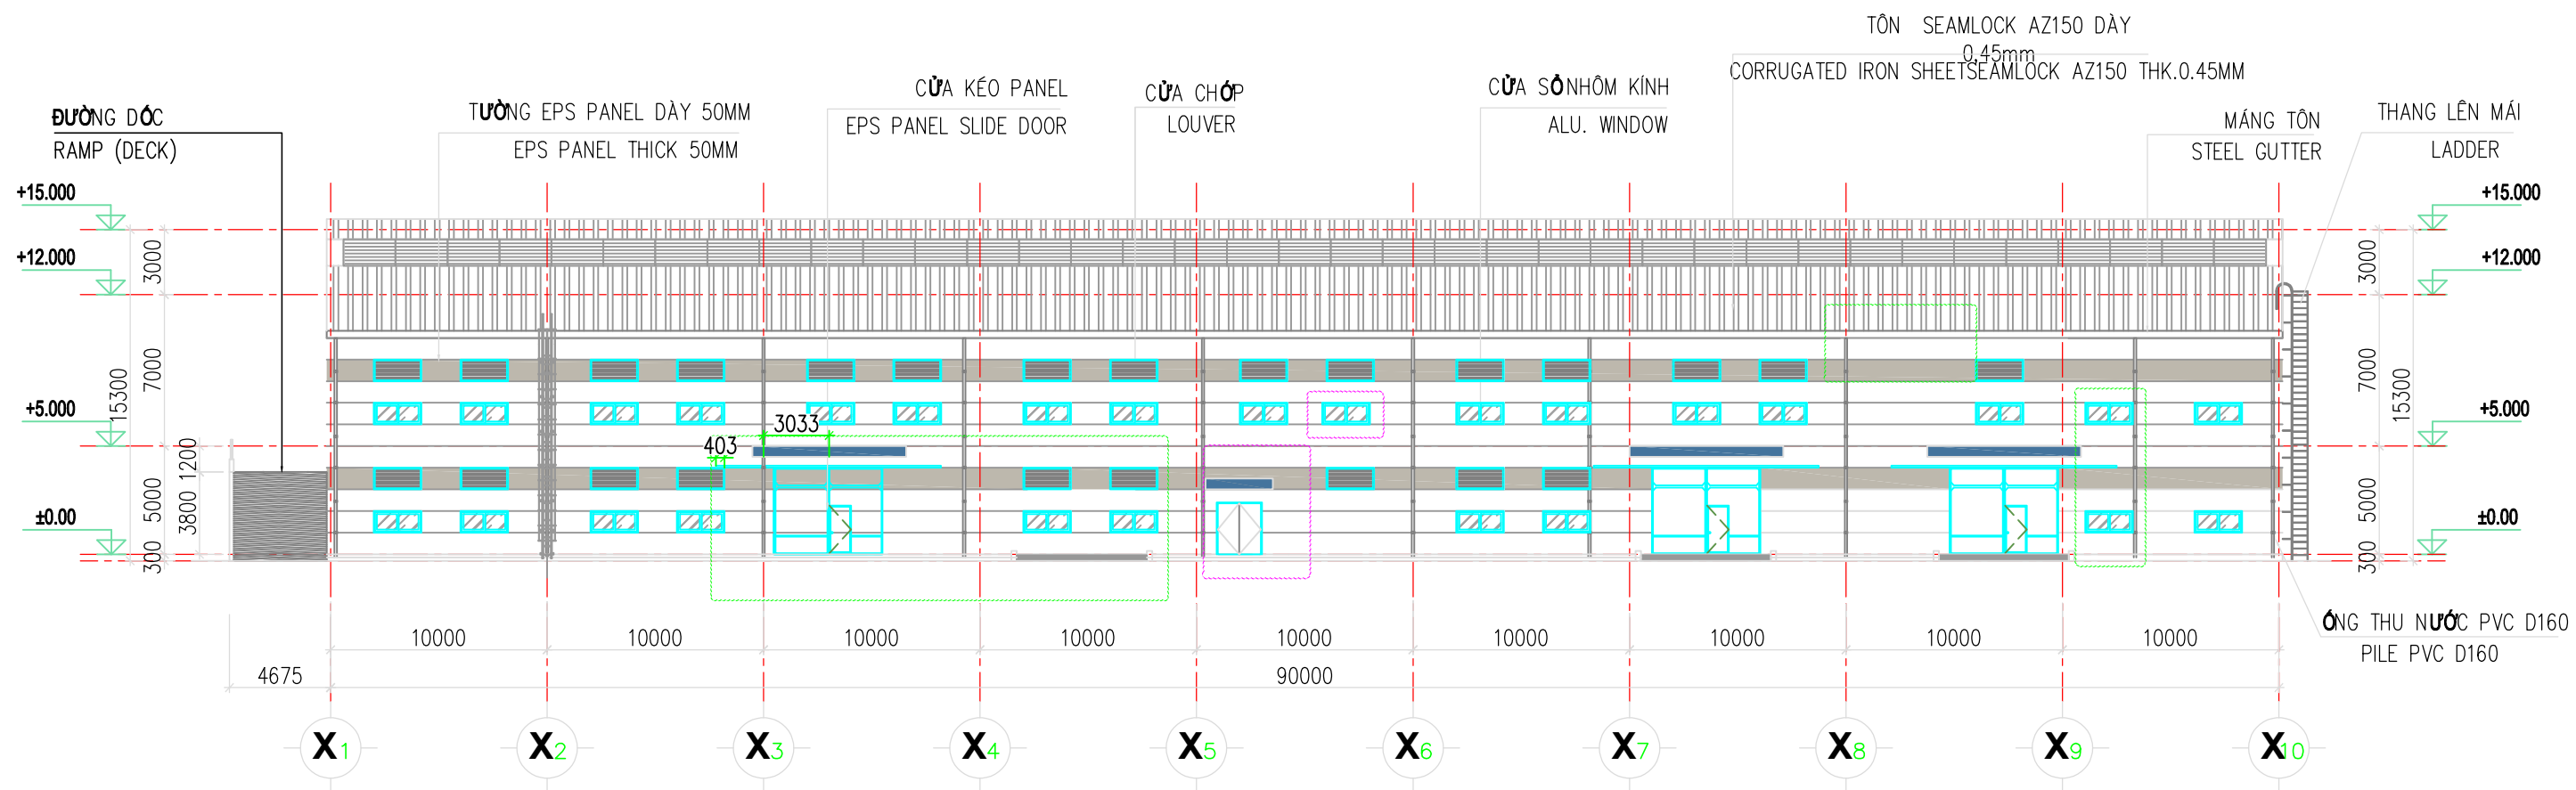 TÔN SEAMLOCK AZ150 DÀY
0,45mm
CORRUGATED IRON SHEETSEAMLOCK AZ150 THK.0.45MM
CỬA KÉO PANEL
EPS PANEL SLIDE DOOR
CỬA CHỚP
LOUVER
CỬA SỔ NHÔM KÍNH
ALU. WINDOW
TƯỜNG EPS PANEL DÀY 50MM
EPS PANEL THICK 50MM
ĐƯỜNG DỐC
RAMP (DECK)
MÁNG TÔN
STEEL GUTTER
THANG LÊN MÁI
LADDER
+15.000
+12.000
+5.000
±0.00
15300
3000
7000
5000
300
1200
3800
403
3033
+15.000
+12.000
+5.000
±0.00
3000
7000
5000
300
15300
ỐNG THU NƯỚC PVC D160
PILE PVC D160
10000 10000 10000 10000 10000 10000 10000 10000 10000
4675 90000
X1 X2 X3 X4 X5 X6 X7 X8 X9 X10